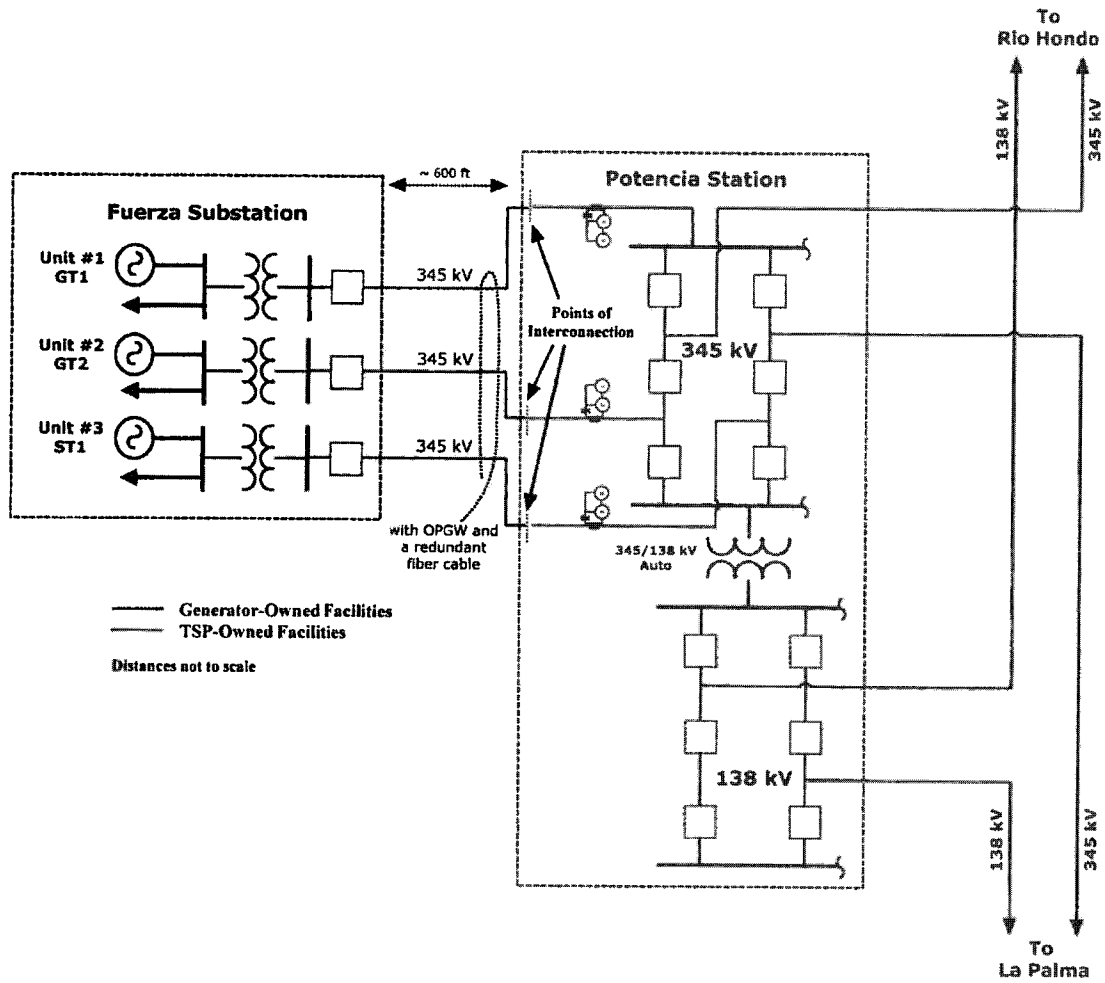 To
Rio Hondo
138 kV
345 kV
~ 600 ft
Potencia Station
Fuerza Substation
Unit #1
GT1
345 kV
Points of
Interconnection
Unit #2
GT2
345 kV
345 kV
Unit #3
ST1
345 kV
with OPGW and
a redundant
fiber cable
345/138 kV
Auto
Generator-Owned Facilities
TSP-Owned Facilities
Distances not to scale
138 kV
138 kV
345 kV
To
La Palma